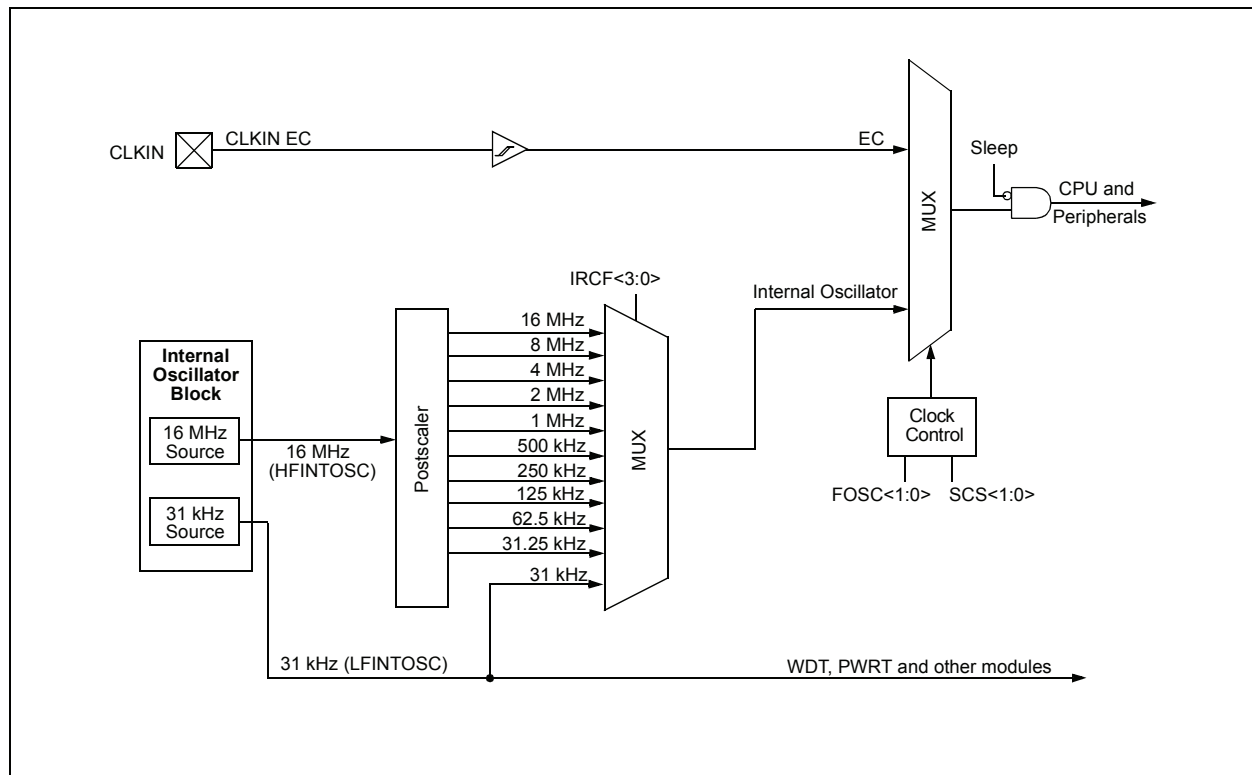 CLKIN
CLKIN EC
EC
MUX
Sleep
CPU and
Peripherals
IRCF<3:0>
Internal Oscillator
Internal
Oscillator
Block
16 MHz
Source
31 kHz
Source
16 MHz
(HFINTOSC)
Postscaler
16 MHz
8 MHz
4 MHz
2 MHz
1 MHz
500 kHz
250 kHz
125 kHz
62.5 kHz
31.25 kHz
31 kHz
MUX
Clock
Control
FOSC<1:0>
SCS<1:0>
31 kHz (LFINTOSC)
WDT, PWRT and other modules